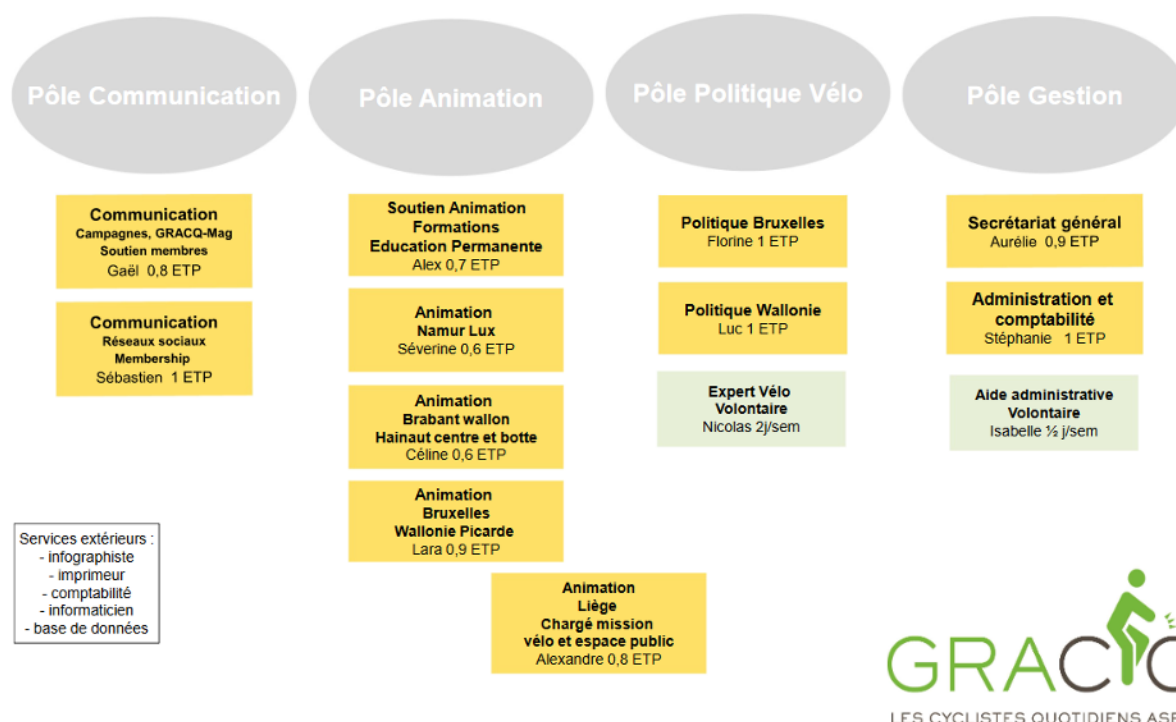 Pôle Communication
Pôle Animation
Pôle Politique Vélo
Pôle Gestion
Communication
Campagnes, GRACQ-Mag
Soutien membres
Gaël 0,8 ETP
Communication
Réseaux sociaux
Membership
Sébastien 1 ETP
Soutien Animation
Formations
Education Permanente
Alex 0,7 ETP
Animation
Namur Lux
Séverine 0,6 ETP
Animation
Brabant wallon
Hainaut centre et botte
Céline 0,6 ETP
Animation
Bruxelles
Wallonie Picarde
Lara 0,9 ETP
Animation
Liège
Chargé mission
vélo et espace public
Alexandre 0,8 ETP
Politique Bruxelles
Florine 1 ETP
Politique Wallonie
Luc 1 ETP
Expert Vélo
Volontaire
Nicolas 2j/sem
Secrétariat général
Aurélie 0,9 ETP
Administration et
comptabilité
Stéphanie 1 ETP
Aide administrative
Volontaire
Isabelle ½ j/sem
Services extérieurs :
- infographiste
- imprimeur
- comptabilité
- informaticien
- base de données
GRAC
LES CYCLISTES QUOTIDIENS